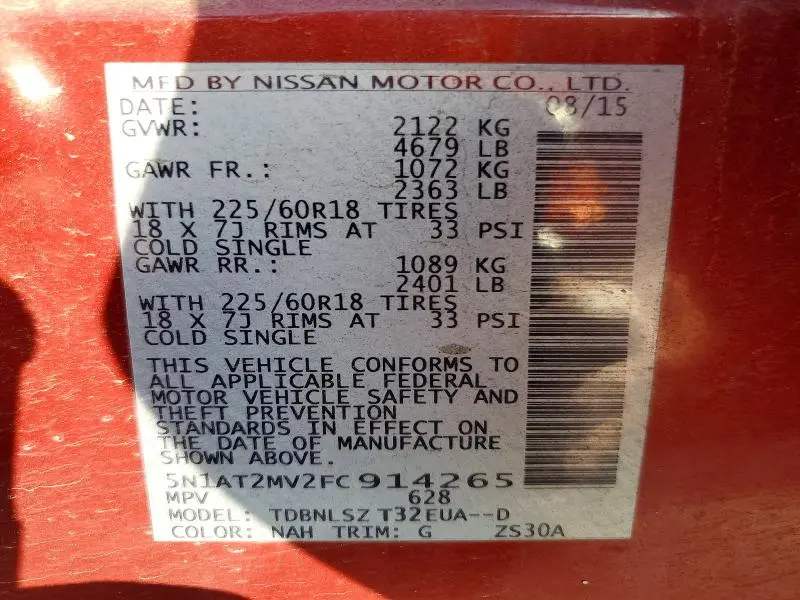 MFD BY NISSAN MOTOR CO., LTD.
DATE: 08/15
GVWR: 2122 KG
4679 LB
GAWR FR.: 1072 KG
2363 LB
WITH 225/60R18 TIRES
18 X 7J RIMS AT 33 PSI
COLD SINGLE
GAWR RR.: 1089 KG
2401 LB
WITH 225/60R18 TIRES
18 X 7J RIMS AT 33 PSI
COLD SINGLE
THIS VEHICLE CONFORMS TO
ALL APPLICABLE FEDERAL
MOTOR VEHICLE SAFETY AND
THEFT PREVENTION
STANDARDS IN EFFECT ON
THE DATE OF MANUFACTURE
SHOWN ABOVE.
5N1AT2MV2FC914265
MPV 628
MODEL: TDBNLSZ T32EUA--D
COLOR: NAH TRIM: G ZS30A